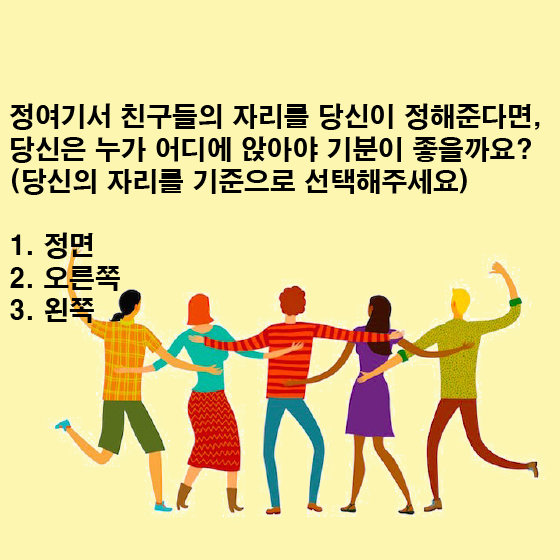 정여기서 친구들의 자리를 당신이 정해준다면,
당신은 누가 어디에 앉아야 기분이 좋을까요?
(당신의 자리를 기준으로 선택해주세요)
1. 정면
2. 오른쪽
3. 왼쪽